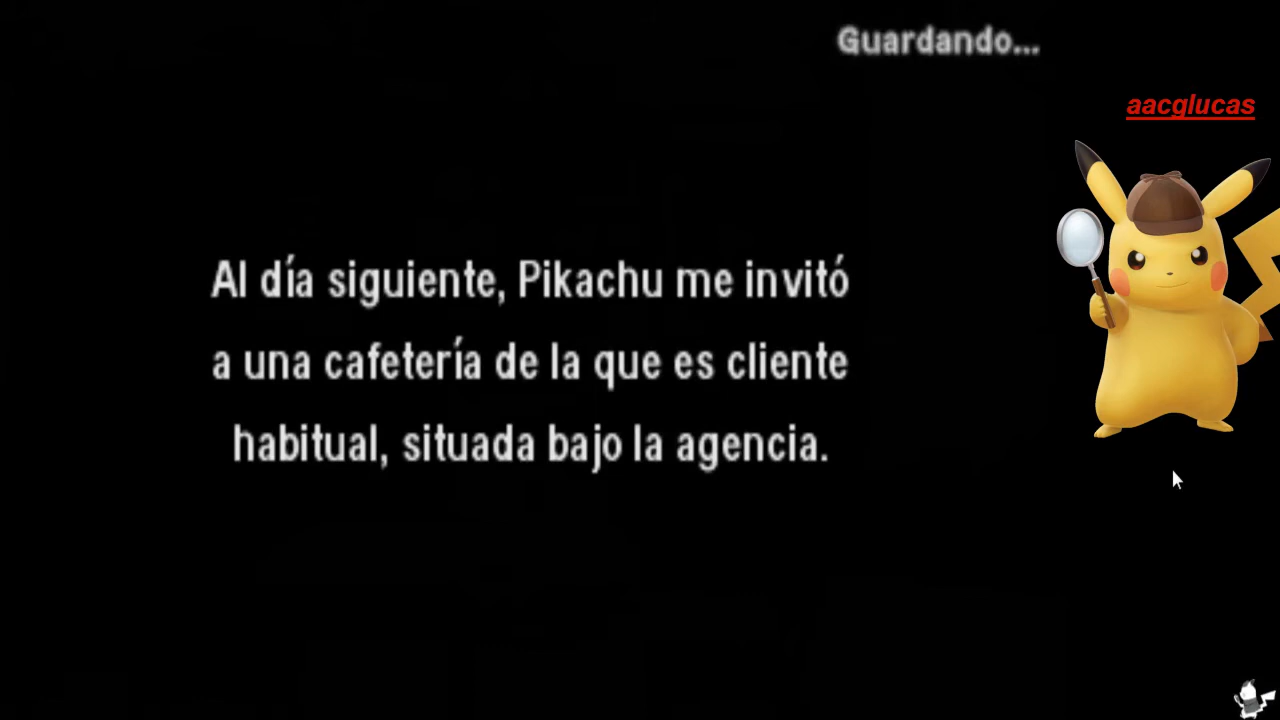 Guardando...
aacglucas
Al día siguiente, Pikachu me invitó
a una cafetería de la que es cliente
habitual, situada bajo la agencia.